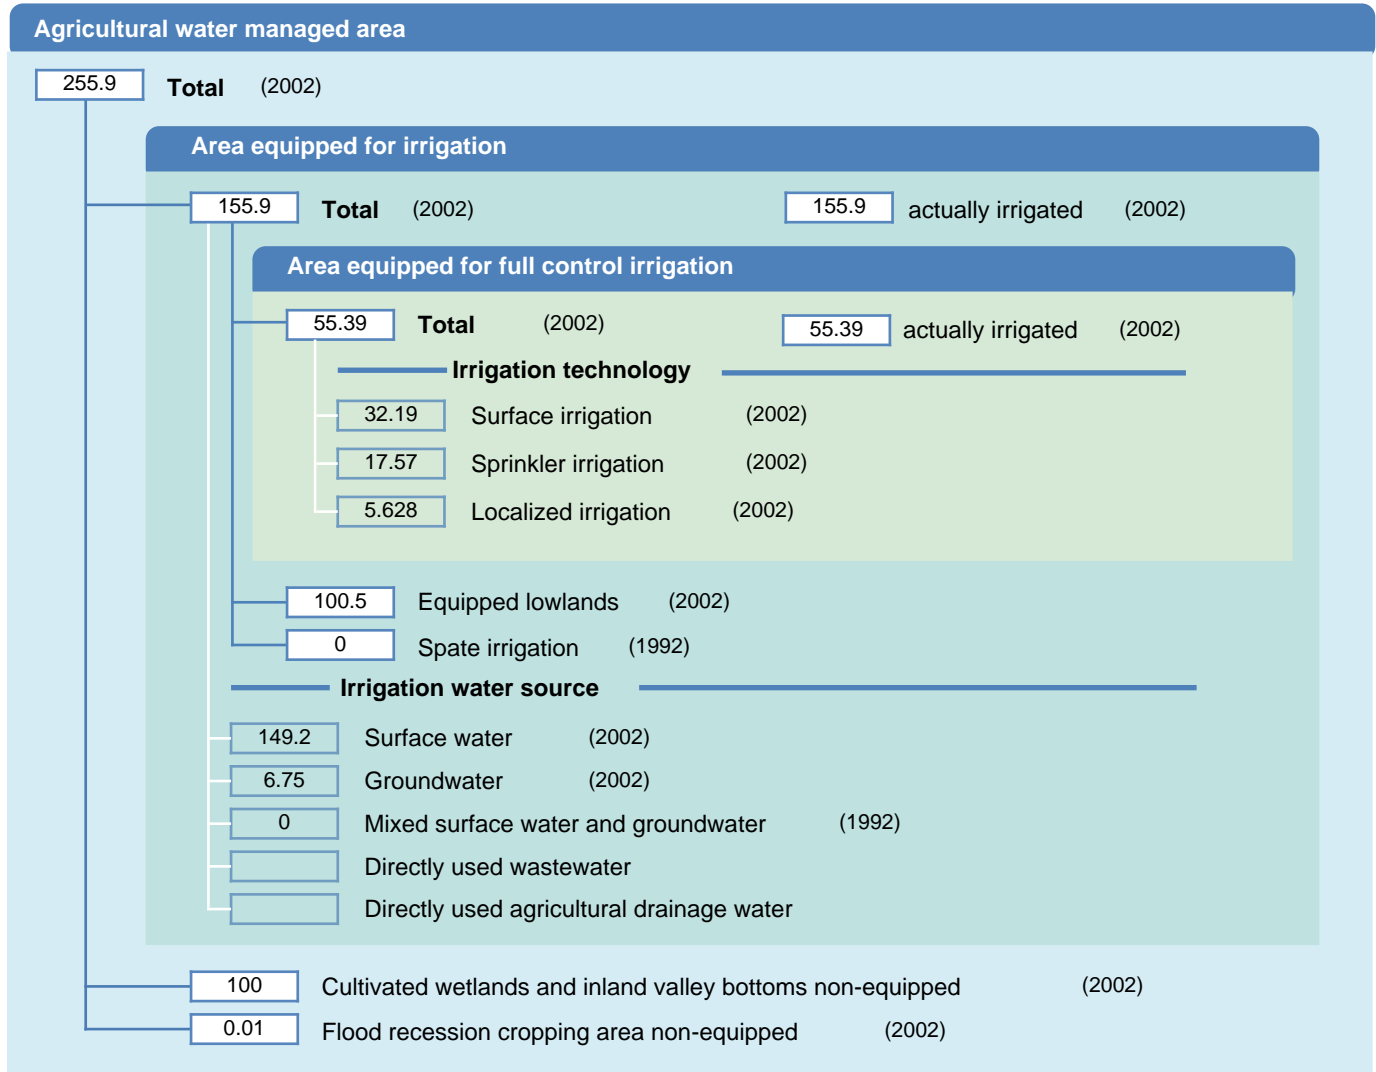 Agricultural water managed area
255.9 Total (2002)
Area equipped for irrigation
155.9 Total (2002) 155.9 actually irrigated (2002)
Area equipped for full control irrigation
55.39 Total (2002) 55.39 actually irrigated (2002)
Irrigation technology
32.19 Surface irrigation (2002)
17.57 Sprinkler irrigation (2002)
5.628 Localized irrigation (2002)
100.5 Equipped lowlands (2002)
0 Spate irrigation (1992)
Irrigation water source
149.2 Surface water (2002)
6.75 Groundwater (2002)
0 Mixed surface water and groundwater (1992)
Directly used wastewater
Directly used agricultural drainage water
100 Cultivated wetlands and inland valley bottoms non-equipped (2002)
0.01 Flood recession cropping area non-equipped (2002)